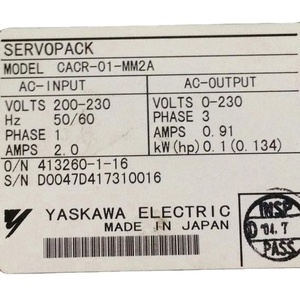 SERVOPACK
MODEL CACR-01-MM2A
AC-INPUT AC-OUTPUT
VOLTS 200-230 VOLTS 0-230
Hz 50/60 PHASE 3
PHASE 1 AMPS 0.91
AMPS 2.0 kW(hp) 0.1(0.134)
O/N 413260-1-16
S/N D0047D417310016
YASKAWA ELECTRIC
MADE IN JAPAN
INSP
D '04.7
PASS